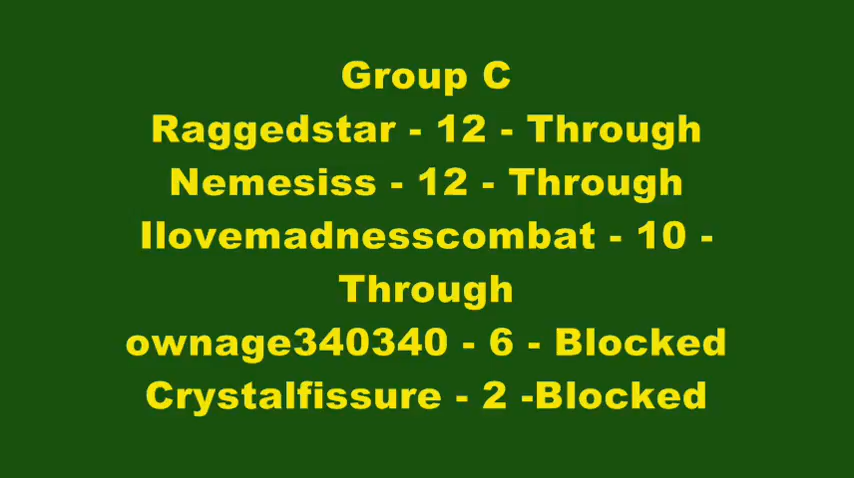 Group C
Raggedstar - 12 - Through
Nemesiss - 12 - Through
Ilovemadnesscombat - 10 -
Through
ownage340340 - 6 - Blocked
Crystalfissure - 2 -Blocked